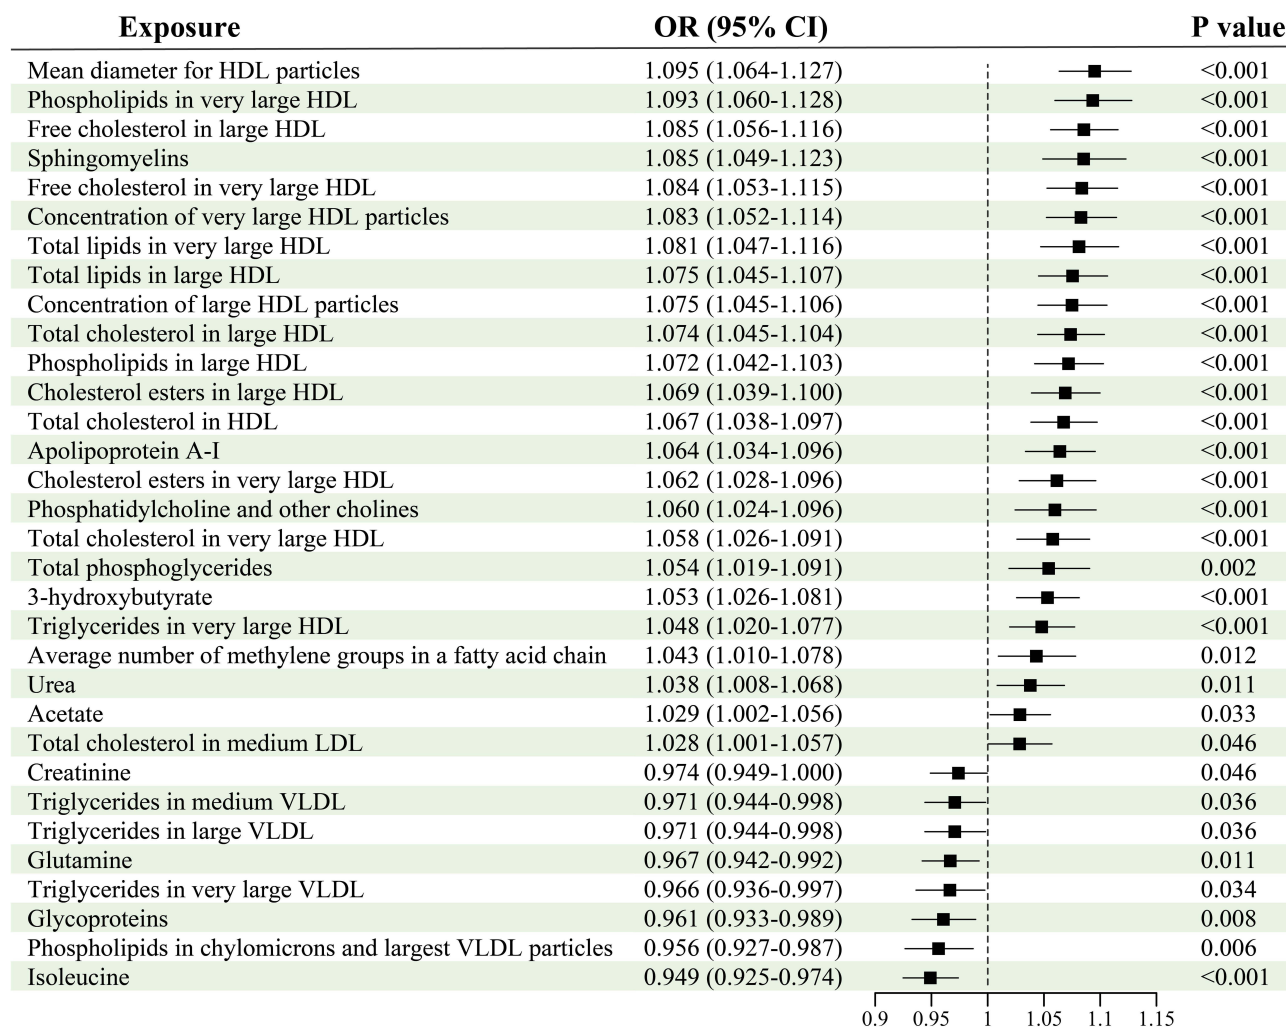 Exposure OR (95% CI) P value
Mean diameter for HDL particles 1.095 (1.064-1.127) <0.001
Phospholipids in very large HDL 1.093 (1.060-1.128) <0.001
Free cholesterol in large HDL 1.085 (1.056-1.116) <0.001
Sphingomyelins 1.085 (1.049-1.123) <0.001
Free cholesterol in very large HDL 1.084 (1.053-1.115) <0.001
Concentration of very large HDL particles 1.083 (1.052-1.114) <0.001
Total lipids in very large HDL 1.081 (1.047-1.116) <0.001
Total lipids in large HDL 1.075 (1.045-1.107) <0.001
Concentration of large HDL particles 1.075 (1.045-1.106) <0.001
Total cholesterol in large HDL 1.074 (1.045-1.104) <0.001
Phospholipids in large HDL 1.072 (1.042-1.103) <0.001
Cholesterol esters in large HDL 1.069 (1.039-1.100) <0.001
Total cholesterol in HDL 1.067 (1.038-1.097) <0.001
Apolipoprotein A-I 1.064 (1.034-1.096) <0.001
Cholesterol esters in very large HDL 1.062 (1.028-1.096) <0.001
Phosphatidylcholine and other cholines 1.060 (1.024-1.096) <0.001
Total cholesterol in very large HDL 1.058 (1.026-1.091) <0.001
Total phosphoglycerides 1.054 (1.019-1.091) 0.002
3-hydroxybutyrate 1.053 (1.026-1.081) <0.001
Triglycerides in very large HDL 1.048 (1.020-1.077) <0.001
Average number of methylene groups in a fatty acid chain 1.043 (1.010-1.078) 0.012
Urea 1.038 (1.008-1.068) 0.011
Acetate 1.029 (1.002-1.056) 0.033
Total cholesterol in medium LDL 1.028 (1.001-1.057) 0.046
Creatinine 0.974 (0.949-1.000) 0.046
Triglycerides in medium VLDL 0.971 (0.944-0.998) 0.036
Triglycerides in large VLDL 0.971 (0.944-0.998) 0.036
Glutamine 0.967 (0.942-0.992) 0.011
Triglycerides in very large VLDL 0.966 (0.936-0.997) 0.034
Glycoproteins 0.961 (0.933-0.989) 0.008
Phospholipids in chylomicrons and largest VLDL particles 0.956 (0.927-0.987) 0.006
Isoleucine 0.949 (0.925-0.974) <0.001
0.9 0.95 1 1.05 1.1 1.15